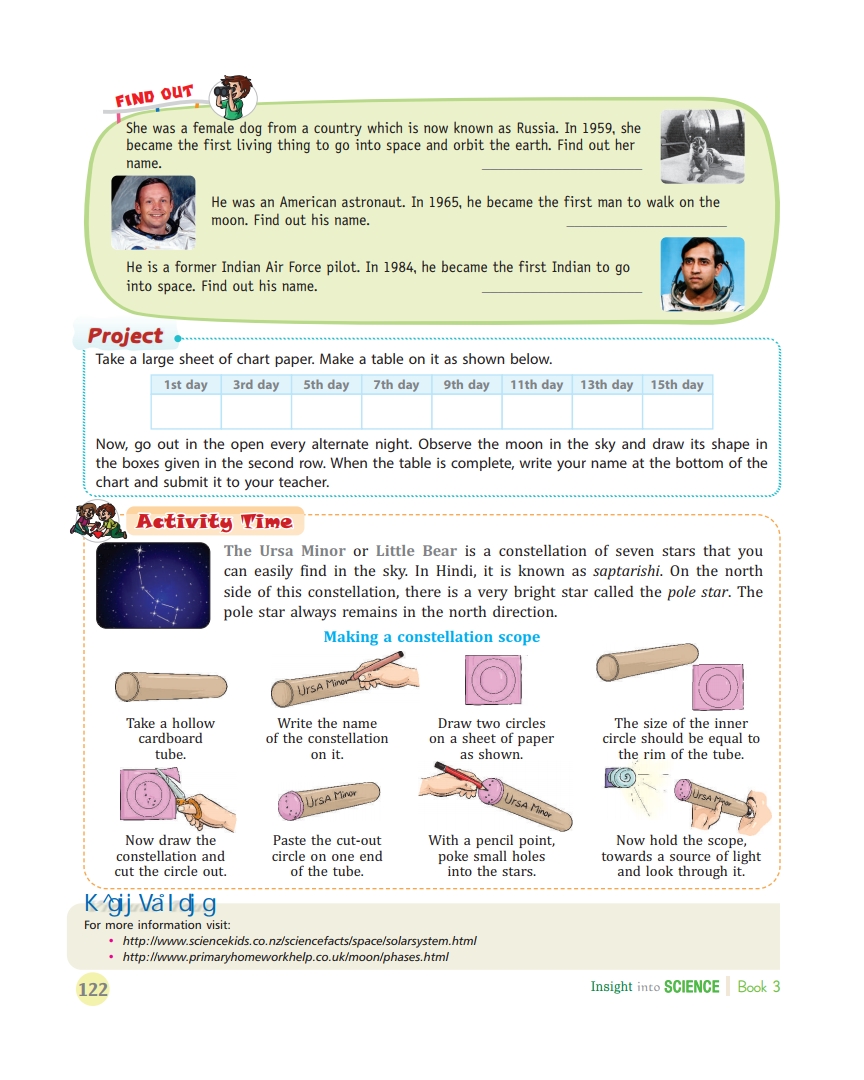 FIND OUT
She was a female dog from a country which is now known as Russia. In 1959, she
became the first living thing to go into space and orbit the earth. Find out her
name.
He was an American astronaut. In 1965, he became the first man to walk on the
moon. Find out his name.
He is a former Indian Air Force pilot. In 1984, he became the first Indian to go
into space. Find out his name.
Project
Take a large sheet of chart paper. Make a table on it as shown below.
1st day 3rd day 5th day 7th day 9th day 11th day 13th day 15th day
Now, go out in the open every alternate night. Observe the moon in the sky and draw its shape in
the boxes given in the second row. When the table is complete, write your name at the bottom of the
chart and submit it to your teacher.
Activity Time
The Ursa Minor or Little Bear is a constellation of seven stars that you
can easily find in the sky. In Hindi, it is known as saptarishi. On the north
side of this constellation, there is a very bright star called the pole star. The
pole star always remains in the north direction.
Making a constellation scope
UrsA Minor
Take a hollow
cardboard
tube.
Write the name
of the constellation
on it.
Draw two circles
on a sheet of paper
as shown.
The size of the inner
circle should be equal to
the rim of the tube.
UrsA Minor
UrsA Minor
UrsA Minor
Now draw the
constellation and
cut the circle out.
Paste the cut-out
circle on one end
of the tube.
With a pencil point,
poke small holes
into the stars.
Now hold the scope,
towards a source of light
and look through it.
For more information visit:
• http://www.sciencekids.co.nz/sciencefacts/space/solarsystem.html
• http://www.primaryhomeworkhelp.co.uk/moon/phases.html
122
Insight into SCIENCE Book 3